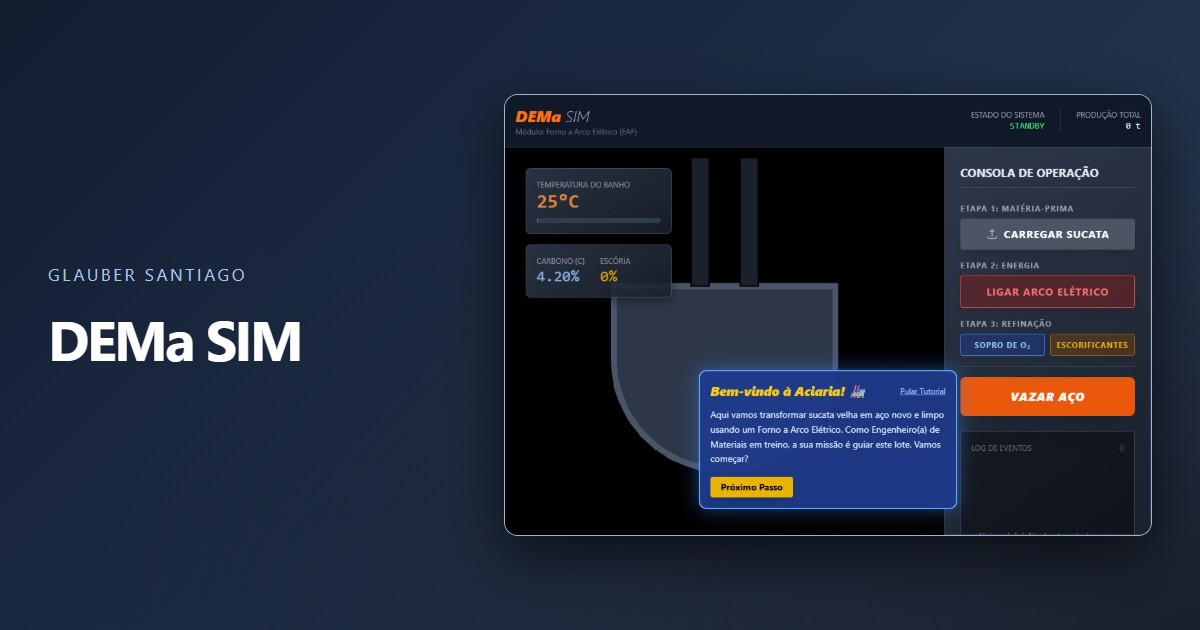 GLAUBER SANTIAGO
DEMa SIM
DEMa SIM
Módulo: Forno a Arco Elétrico (EAF)
ESTADO DO SISTEMA
STANDBY
PRODUÇÃO TOTAL
0 t
TEMPERATURA DO BANHO
25°C
CARBONO (C)
4.20%
ESCÓRIA
0%
CONSOLA DE OPERAÇÃO
ETAPA 1: MATÉRIA-PRIMA
CARREGAR SUCATA
ETAPA 2: ENERGIA
LIGAR ARCO ELÉTRICO
ETAPA 3: REFINAÇÃO
SOPRO DE O₂
ESCORIFICANTES
VAZAR AÇO
LOG DE EVENTOS
Bem-vindo à Aciaria!
Pular Tutorial
Aqui vamos transformar sucata velha em aço novo e limpo
usando um Forno a Arco Elétrico. Como Engenheiro(a) de
Materiais em treino, a sua missão é guiar este lote. Vamos
começar?
Próximo Passo